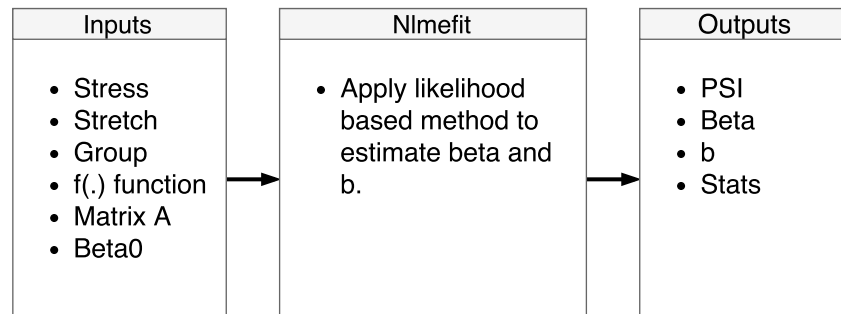 Inputs
• Stress
• Stretch
• Group
• f(.) function
• Matrix A
• Beta0
Nlmefit
• Apply likelihood
based method to
estimate beta and
b.
Outputs
• PSI
• Beta
• b
• Stats